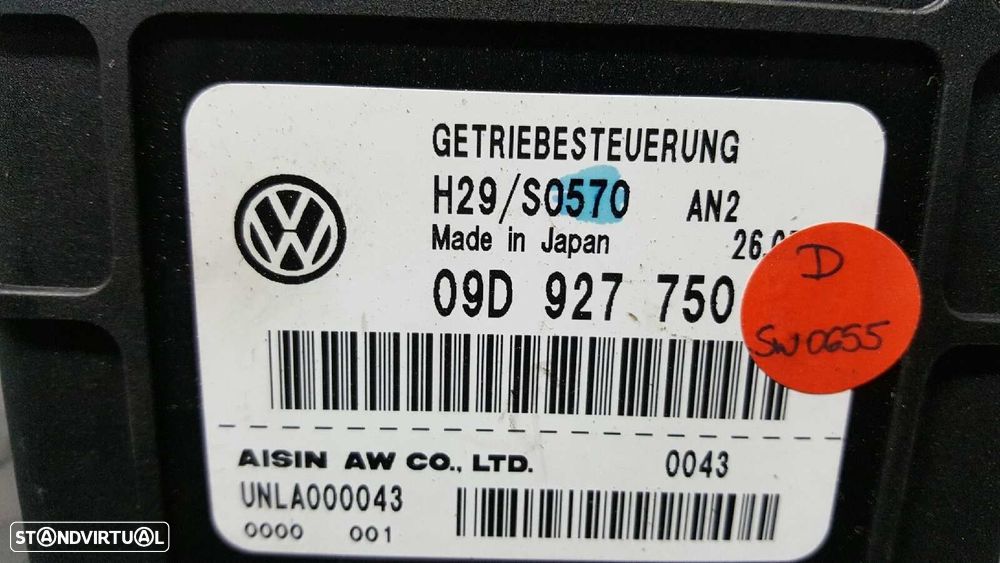 GETRIEBESTEUERUNG
H29/S0570 AN2
Made in Japan
09D 927 750
D
SW0655
AISIN AW CO., LTD. 0043
UNLA000043
0000 001
STANDVIRTUAL